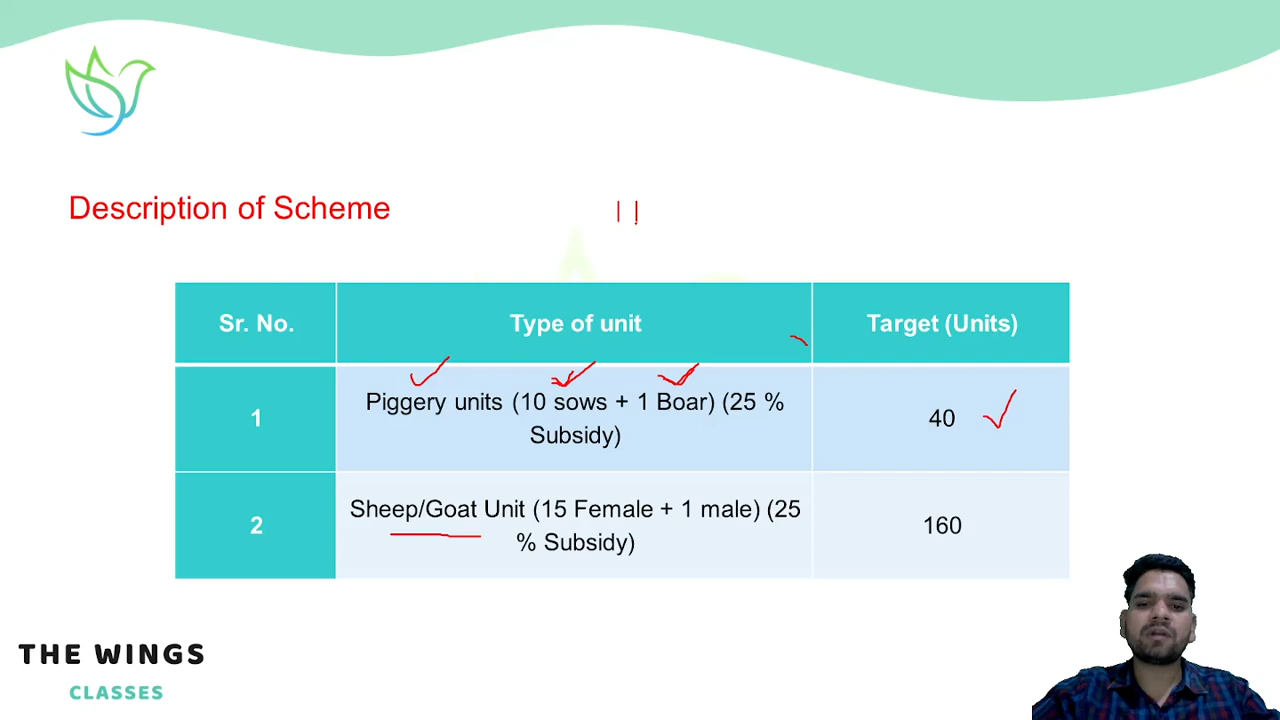 Description of Scheme
11
Sr. No.
Type of unit
Target (Units)
1
Piggery units (10 sows + 1 Boar) (25 %
Subsidy)
40
2
Sheep/Goat Unit (15 Female + 1 male) (25
% Subsidy)
160
THE WINGS
CLASSES